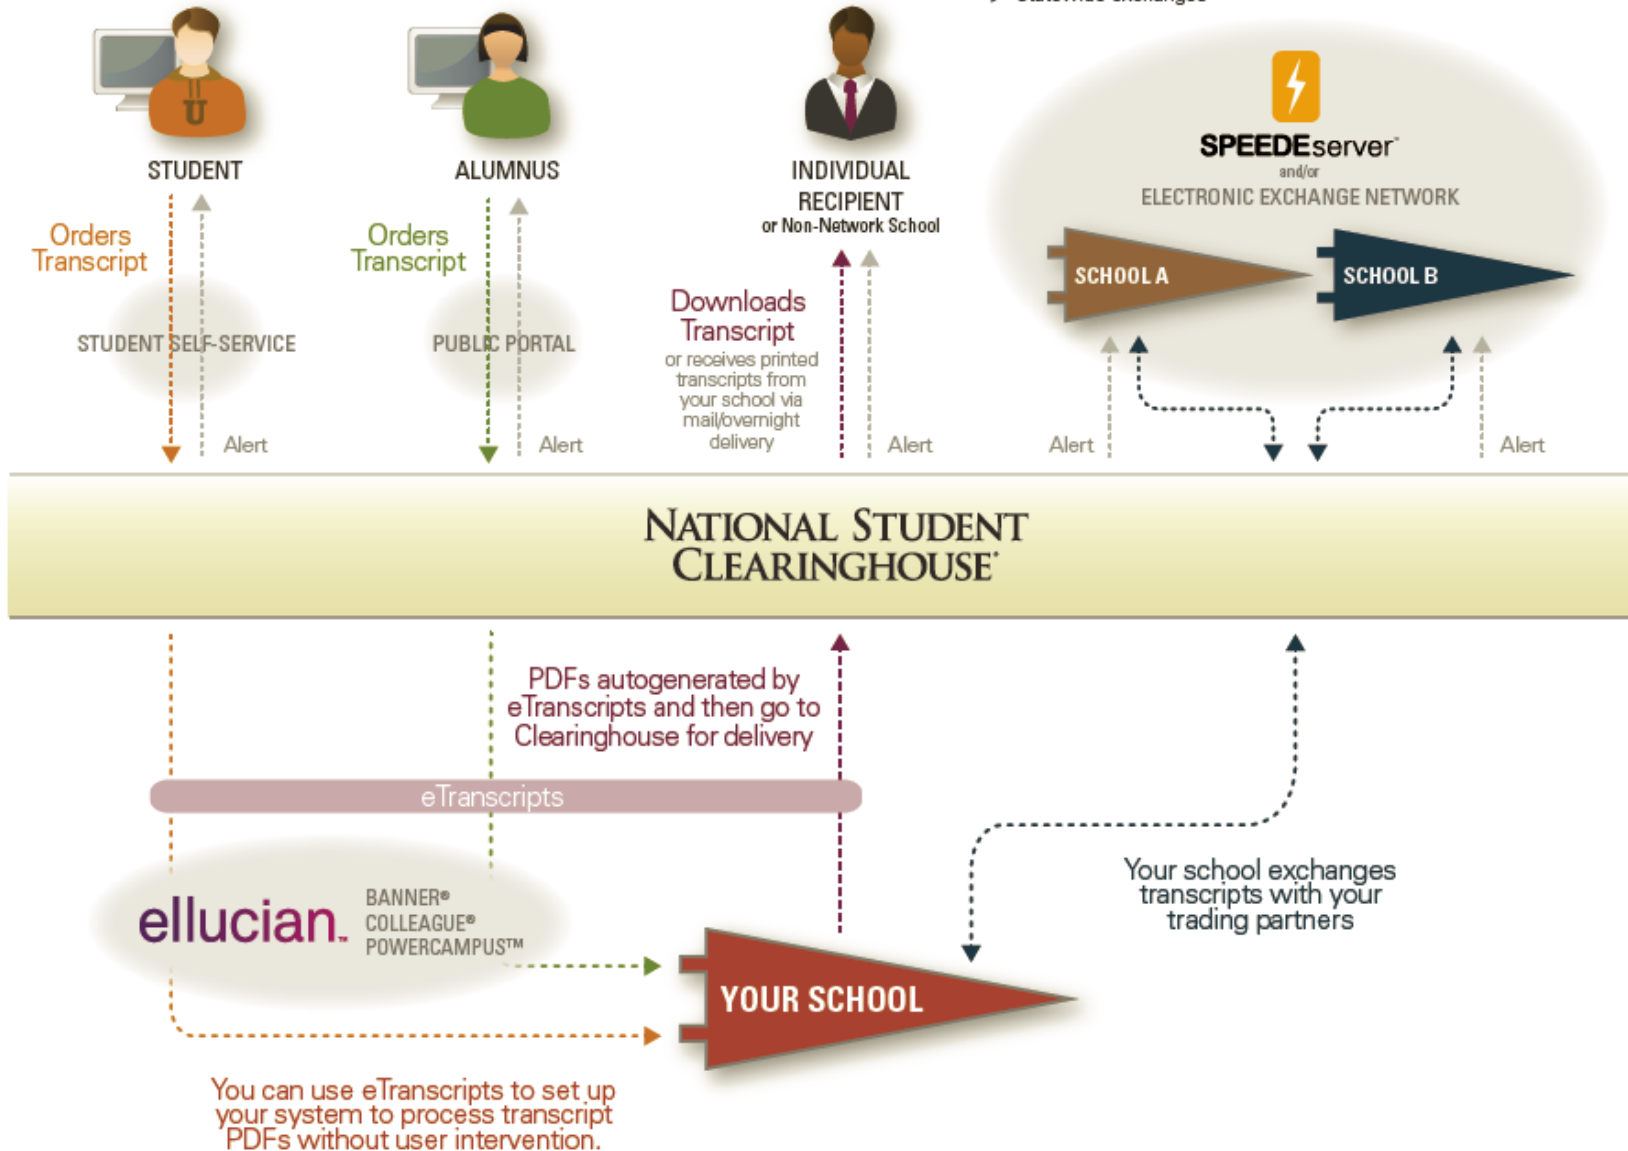 Statewide exchanges
U
STUDENT
ALUMNUS
INDIVIDUAL
RECIPIENT
or Non-Network School
SPEEDEserver™
and/or
ELECTRONIC EXCHANGE NETWORK
SCHOOL A
SCHOOL B
Orders
Transcript
Orders
Transcript
STUDENT SELF-SERVICE
PUBLIC PORTAL
Downloads
Transcript
or receives printed
transcripts from
your school via
mail/overnight
delivery
Alert
Alert
Alert
Alert
Alert
NATIONAL STUDENT
CLEARINGHOUSE®
PDFs autogenerated by
eTranscripts and then go to
Clearinghouse for delivery
eTranscripts
ellucian™
BANNER®
COLLEAGUE®
POWERCAMPUS™
Your school exchanges
transcripts with your
trading partners
YOUR SCHOOL
You can use eTranscripts to set up
your system to process transcript
PDFs without user intervention.